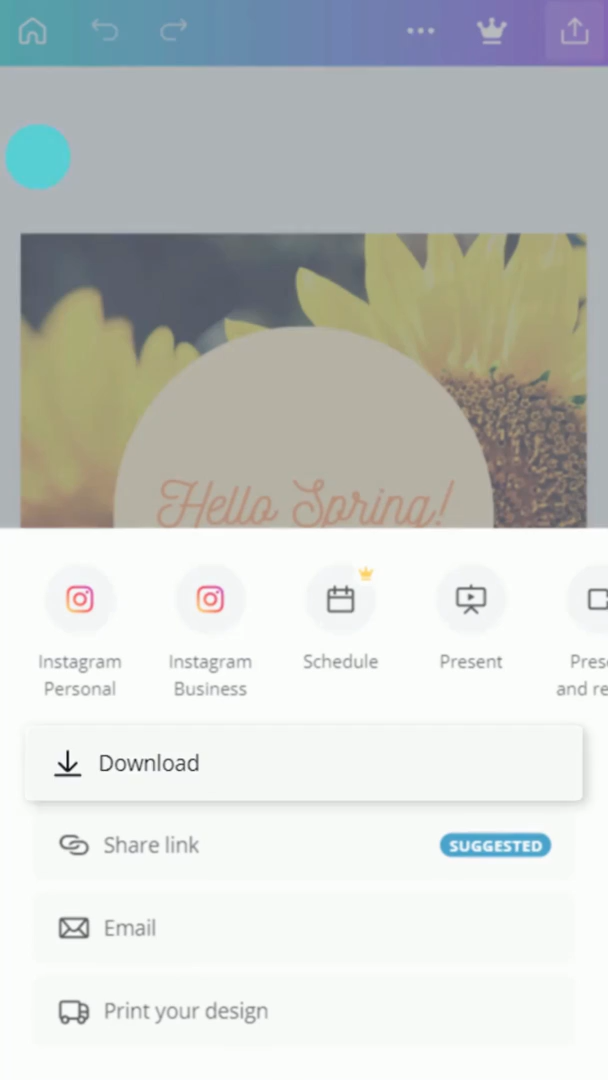 Hello Spring!
Instagram
Personal
Instagram
Business
Schedule
Present
Download
Share link
SUGGESTED
Email
Print your design